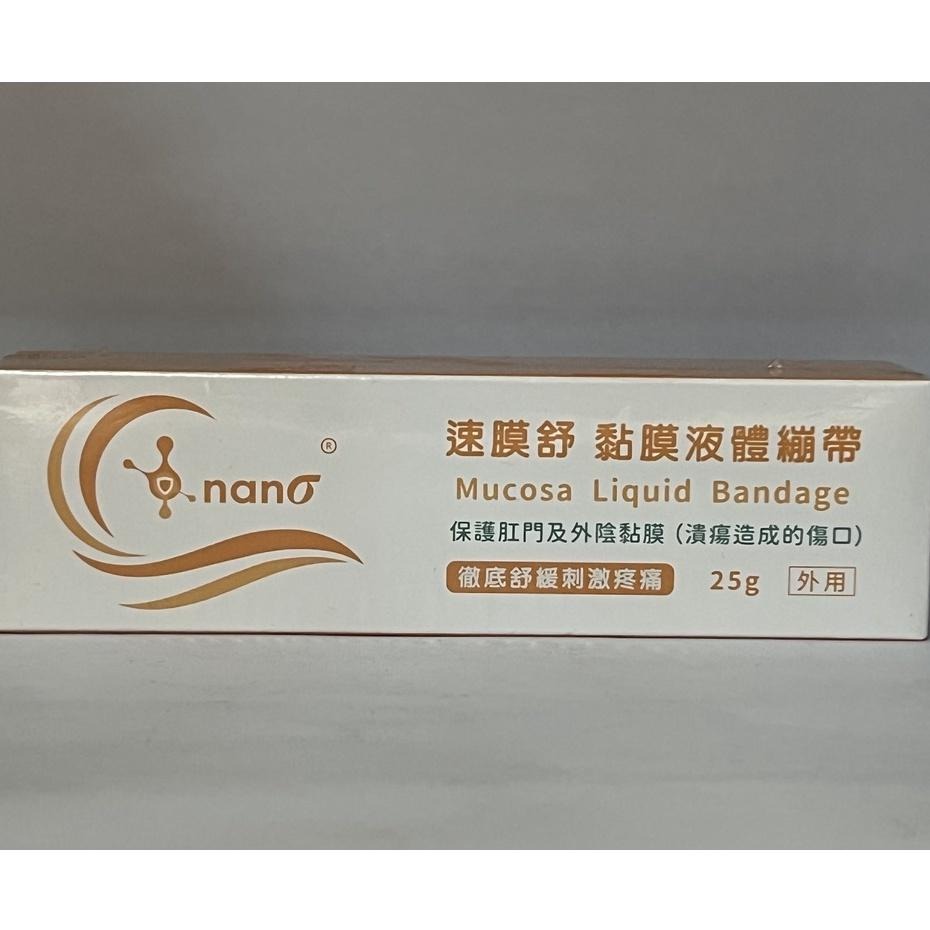 nanσ®
速膜舒 黏膜液體繃帶
Mucosa Liquid Bandage
保護肛門及外陰黏膜 (潰瘍造成的傷口)
徹底舒緩刺激疼痛 25g 外用